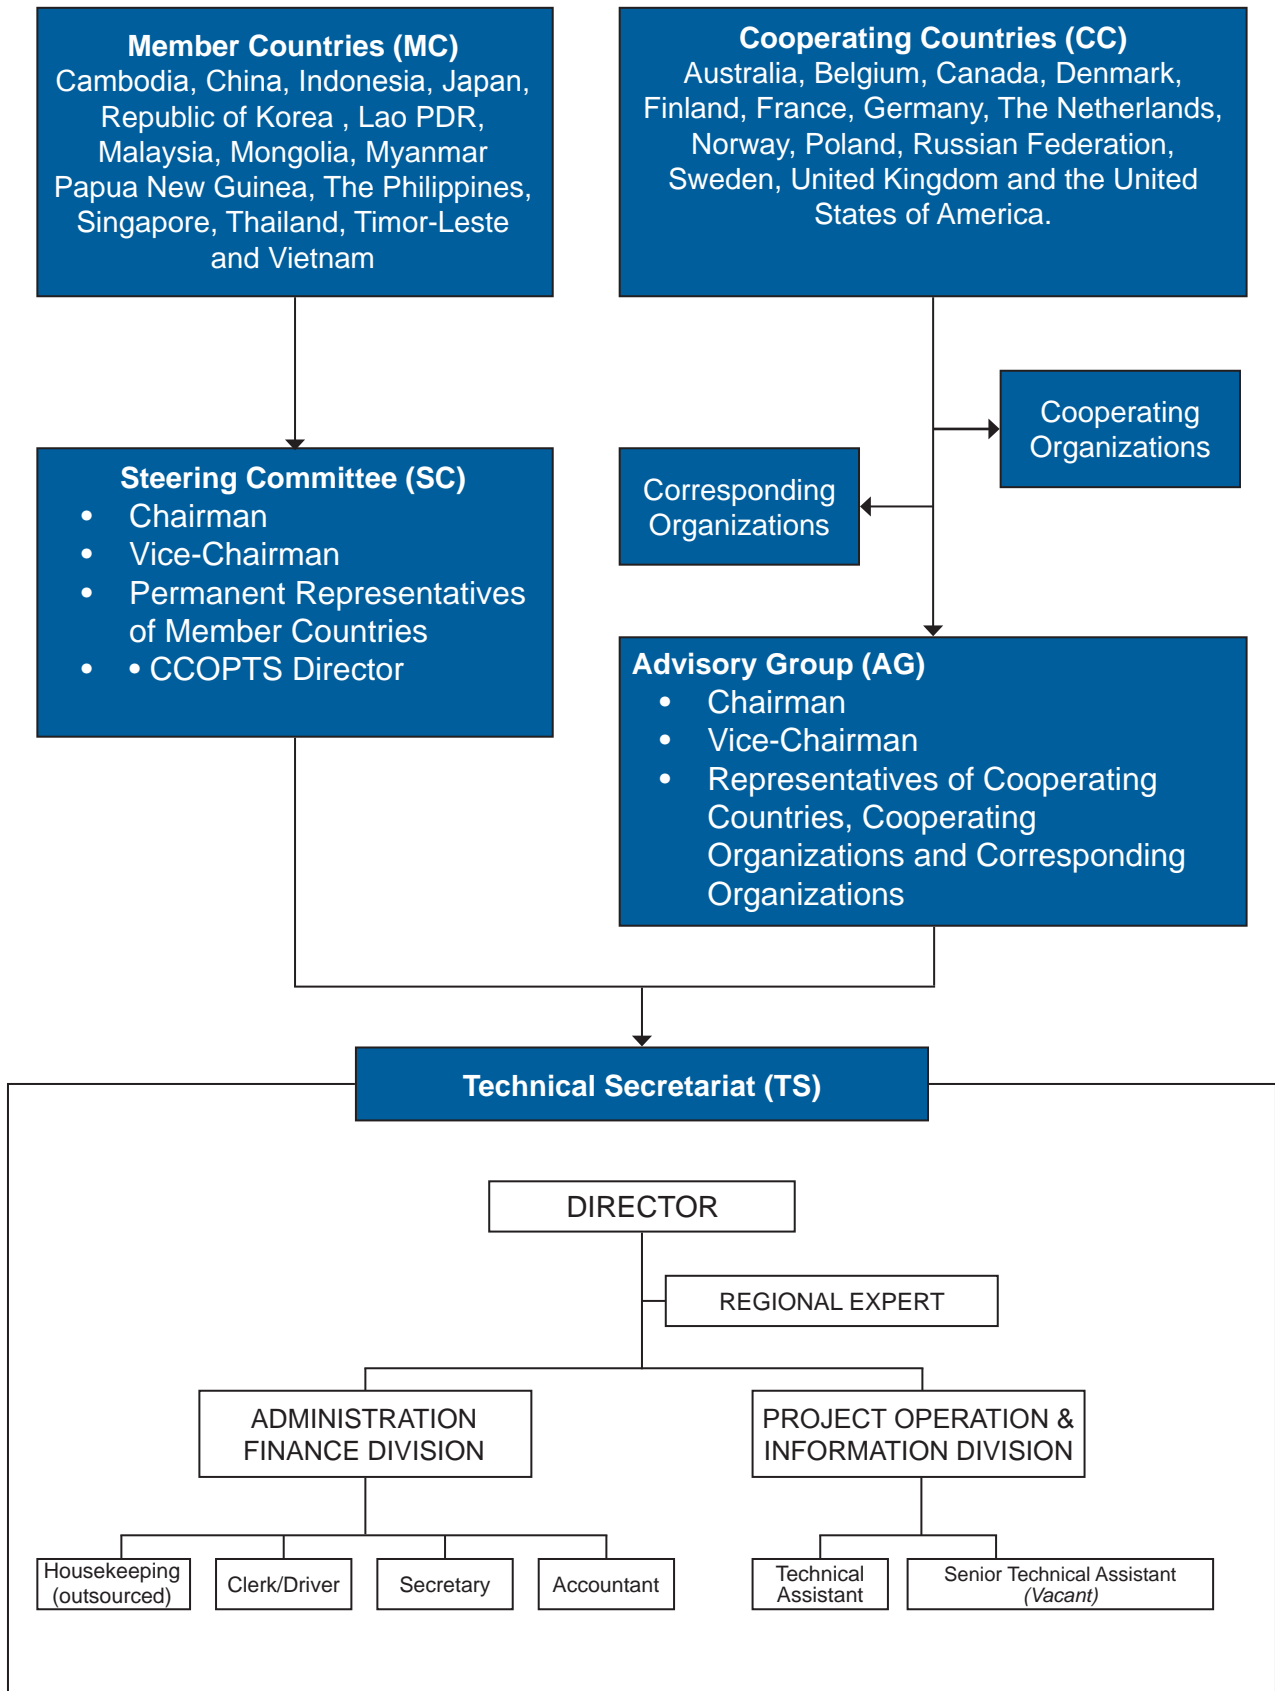 Member Countries (MC)
Cambodia, China, Indonesia, Japan,
Republic of Korea , Lao PDR,
Malaysia, Mongolia, Myanmar
Papua New Guinea, The Philippines,
Singapore, Thailand, Timor-Leste
and Vietnam
Cooperating Countries (CC)
Australia, Belgium, Canada, Denmark,
Finland, France, Germany, The Netherlands,
Norway, Poland, Russian Federation,
Sweden, United Kingdom and the United
States of America.
Cooperating
Organizations
Corresponding
Organizations
Steering Committee (SC)
• Chairman
• Vice-Chairman
• Permanent Representatives
of Member Countries
• • CCOPTS Director
Advisory Group (AG)
• Chairman
• Vice-Chairman
• Representatives of Cooperating
Countries, Cooperating
Organizations and Corresponding
Organizations
Technical Secretariat (TS)
DIRECTOR
REGIONAL EXPERT
ADMINISTRATION
FINANCE DIVISION
PROJECT OPERATION &
INFORMATION DIVISION
Housekeeping
(outsourced)
Clerk/Driver
Secretary
Accountant
Technical
Assistant
Senior Technical Assistant
(Vacant)